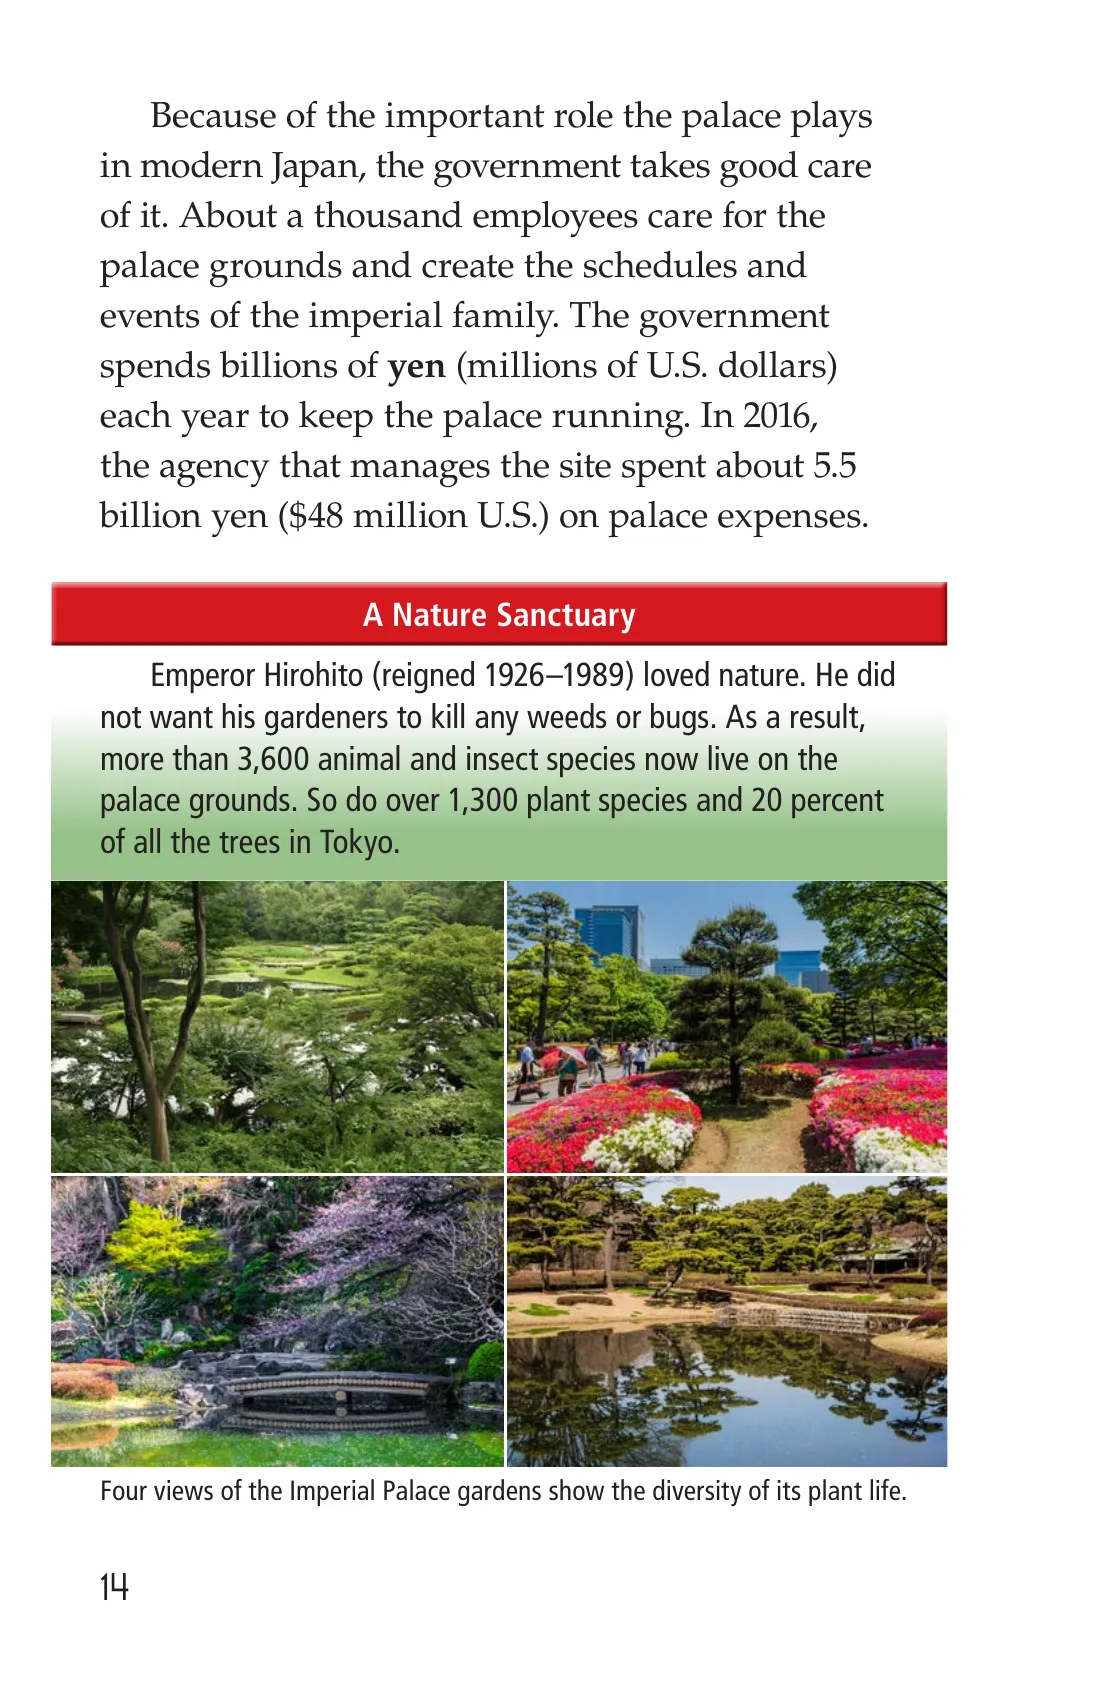 Because of the important role the palace plays
in modern Japan, the government takes good care
of it. About a thousand employees care for the
palace grounds and create the schedules and
events of the imperial family. The government
spends billions of yen (millions of U.S. dollars)
each year to keep the palace running. In 2016,
the agency that manages the site spent about 5.5
billion yen ($48 million U.S.) on palace expenses.
A Nature Sanctuary
Emperor Hirohito (reigned 1926–1989) loved nature. He did
not want his gardeners to kill any weeds or bugs. As a result,
more than 3,600 animal and insect species now live on the
palace grounds. So do over 1,300 plant species and 20 percent
of all the trees in Tokyo.
Four views of the Imperial Palace gardens show the diversity of its plant life.
14